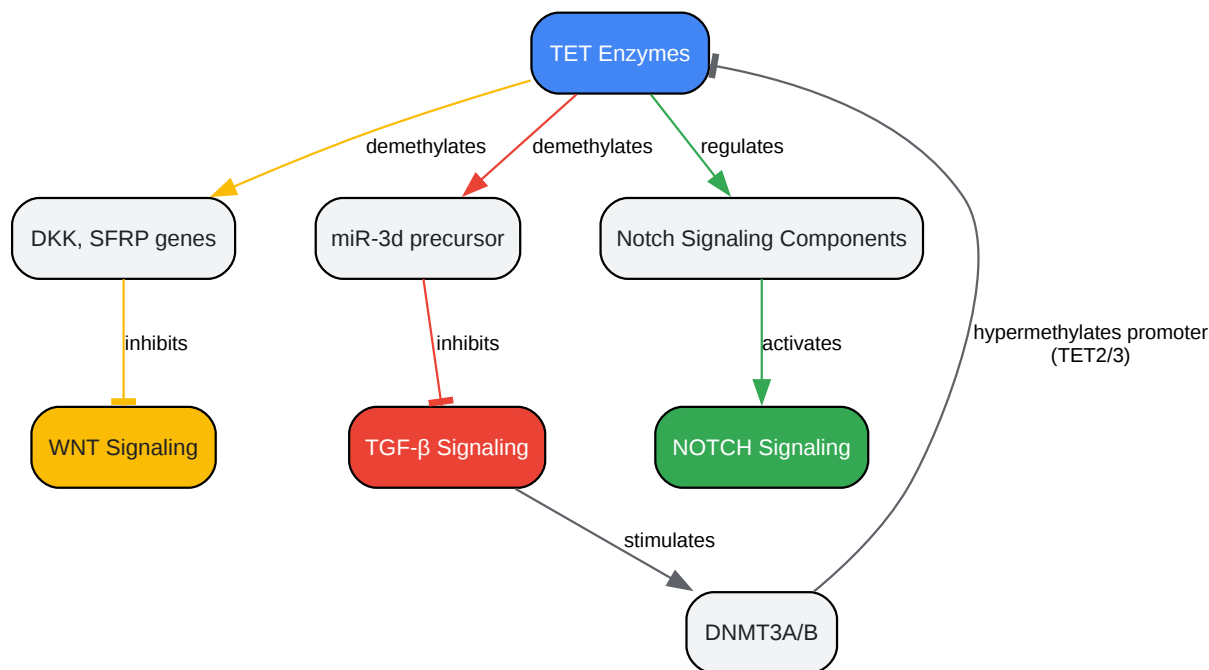 TET Enzymes
demethylates
demethylates
regulates
DKK, SFRP genes
miR-3d precursor
Notch Signaling Components
inhibits
inhibits
activates
hypermethylates promoter
(TET2/3)
WNT Signaling
TGF-β Signaling
NOTCH Signaling
stimulates
DNMT3A/B